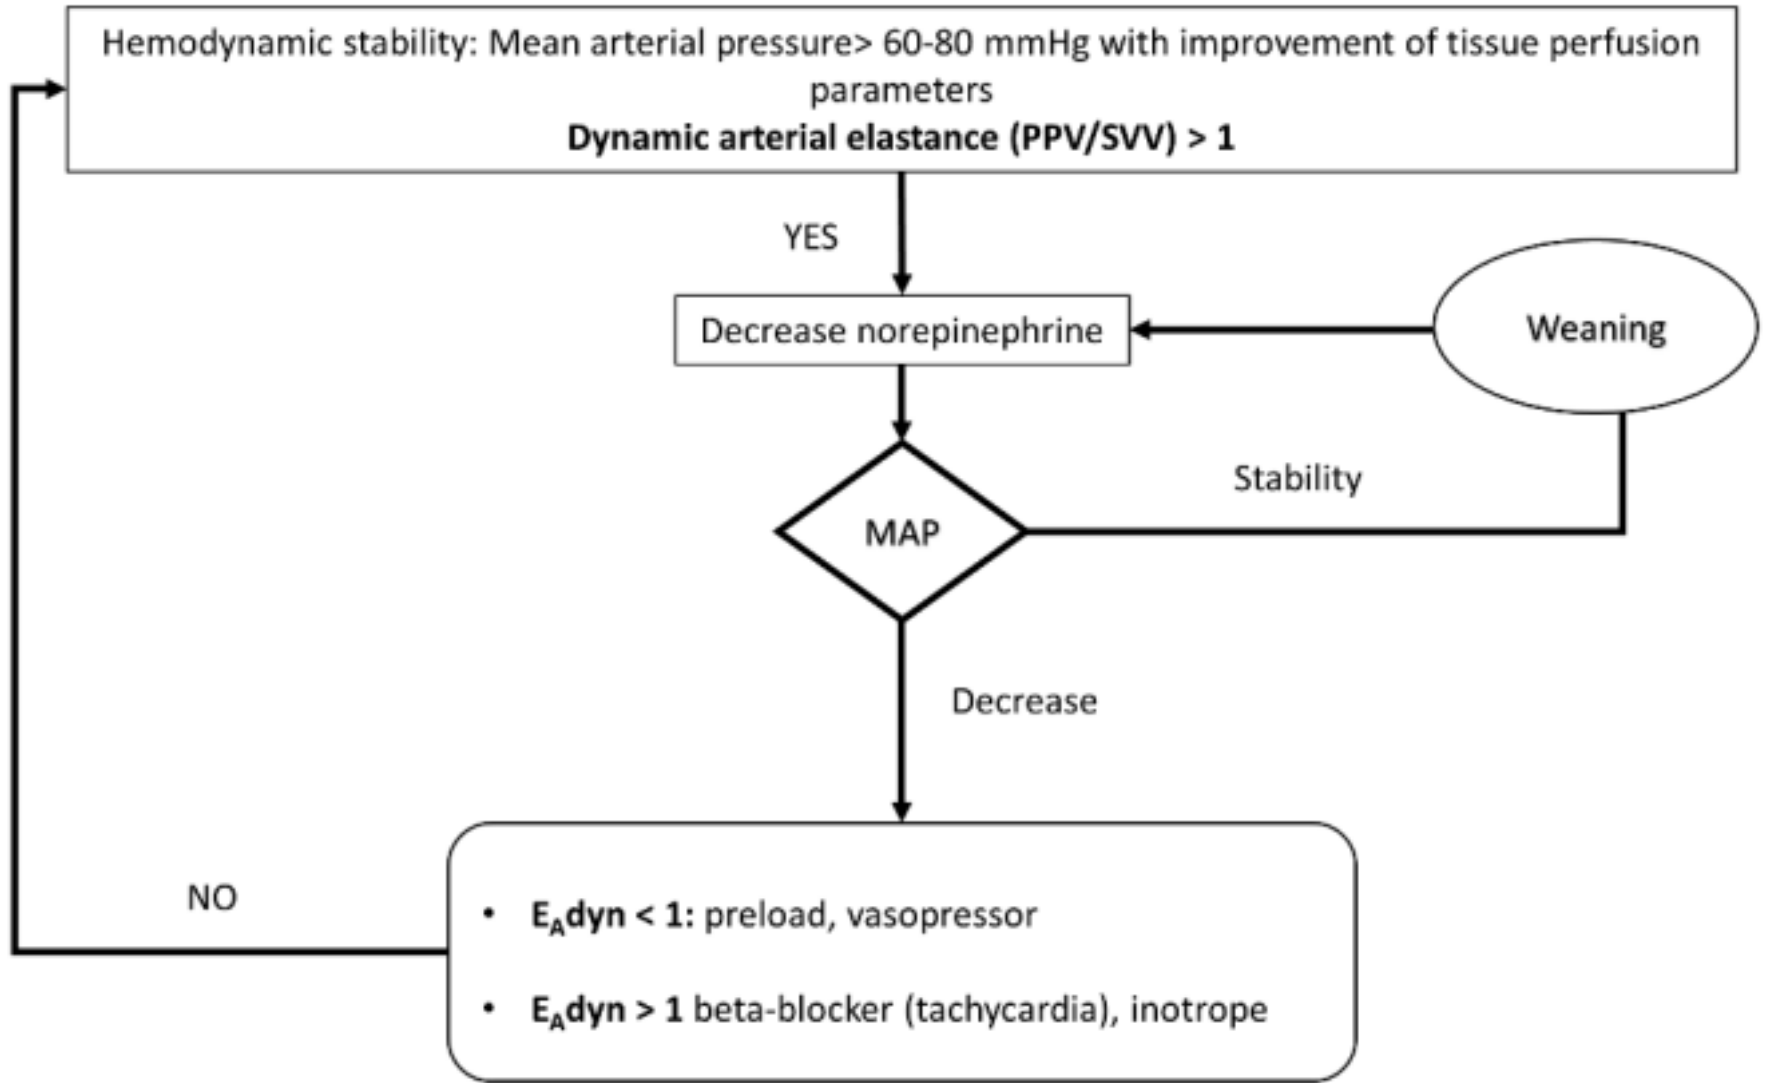 Hemodynamic stability: Mean arterial pressure> 60-80 mmHg with improvement of tissue perfusion
parameters
Dynamic arterial elastance (PPV/SVV) > 1
YES
Decrease norepinephrine
Weaning
Stability
MAP
Decrease
NO
• EAdyn < 1: preload, vasopressor
• EAdyn > 1 beta-blocker (tachycardia), inotrope